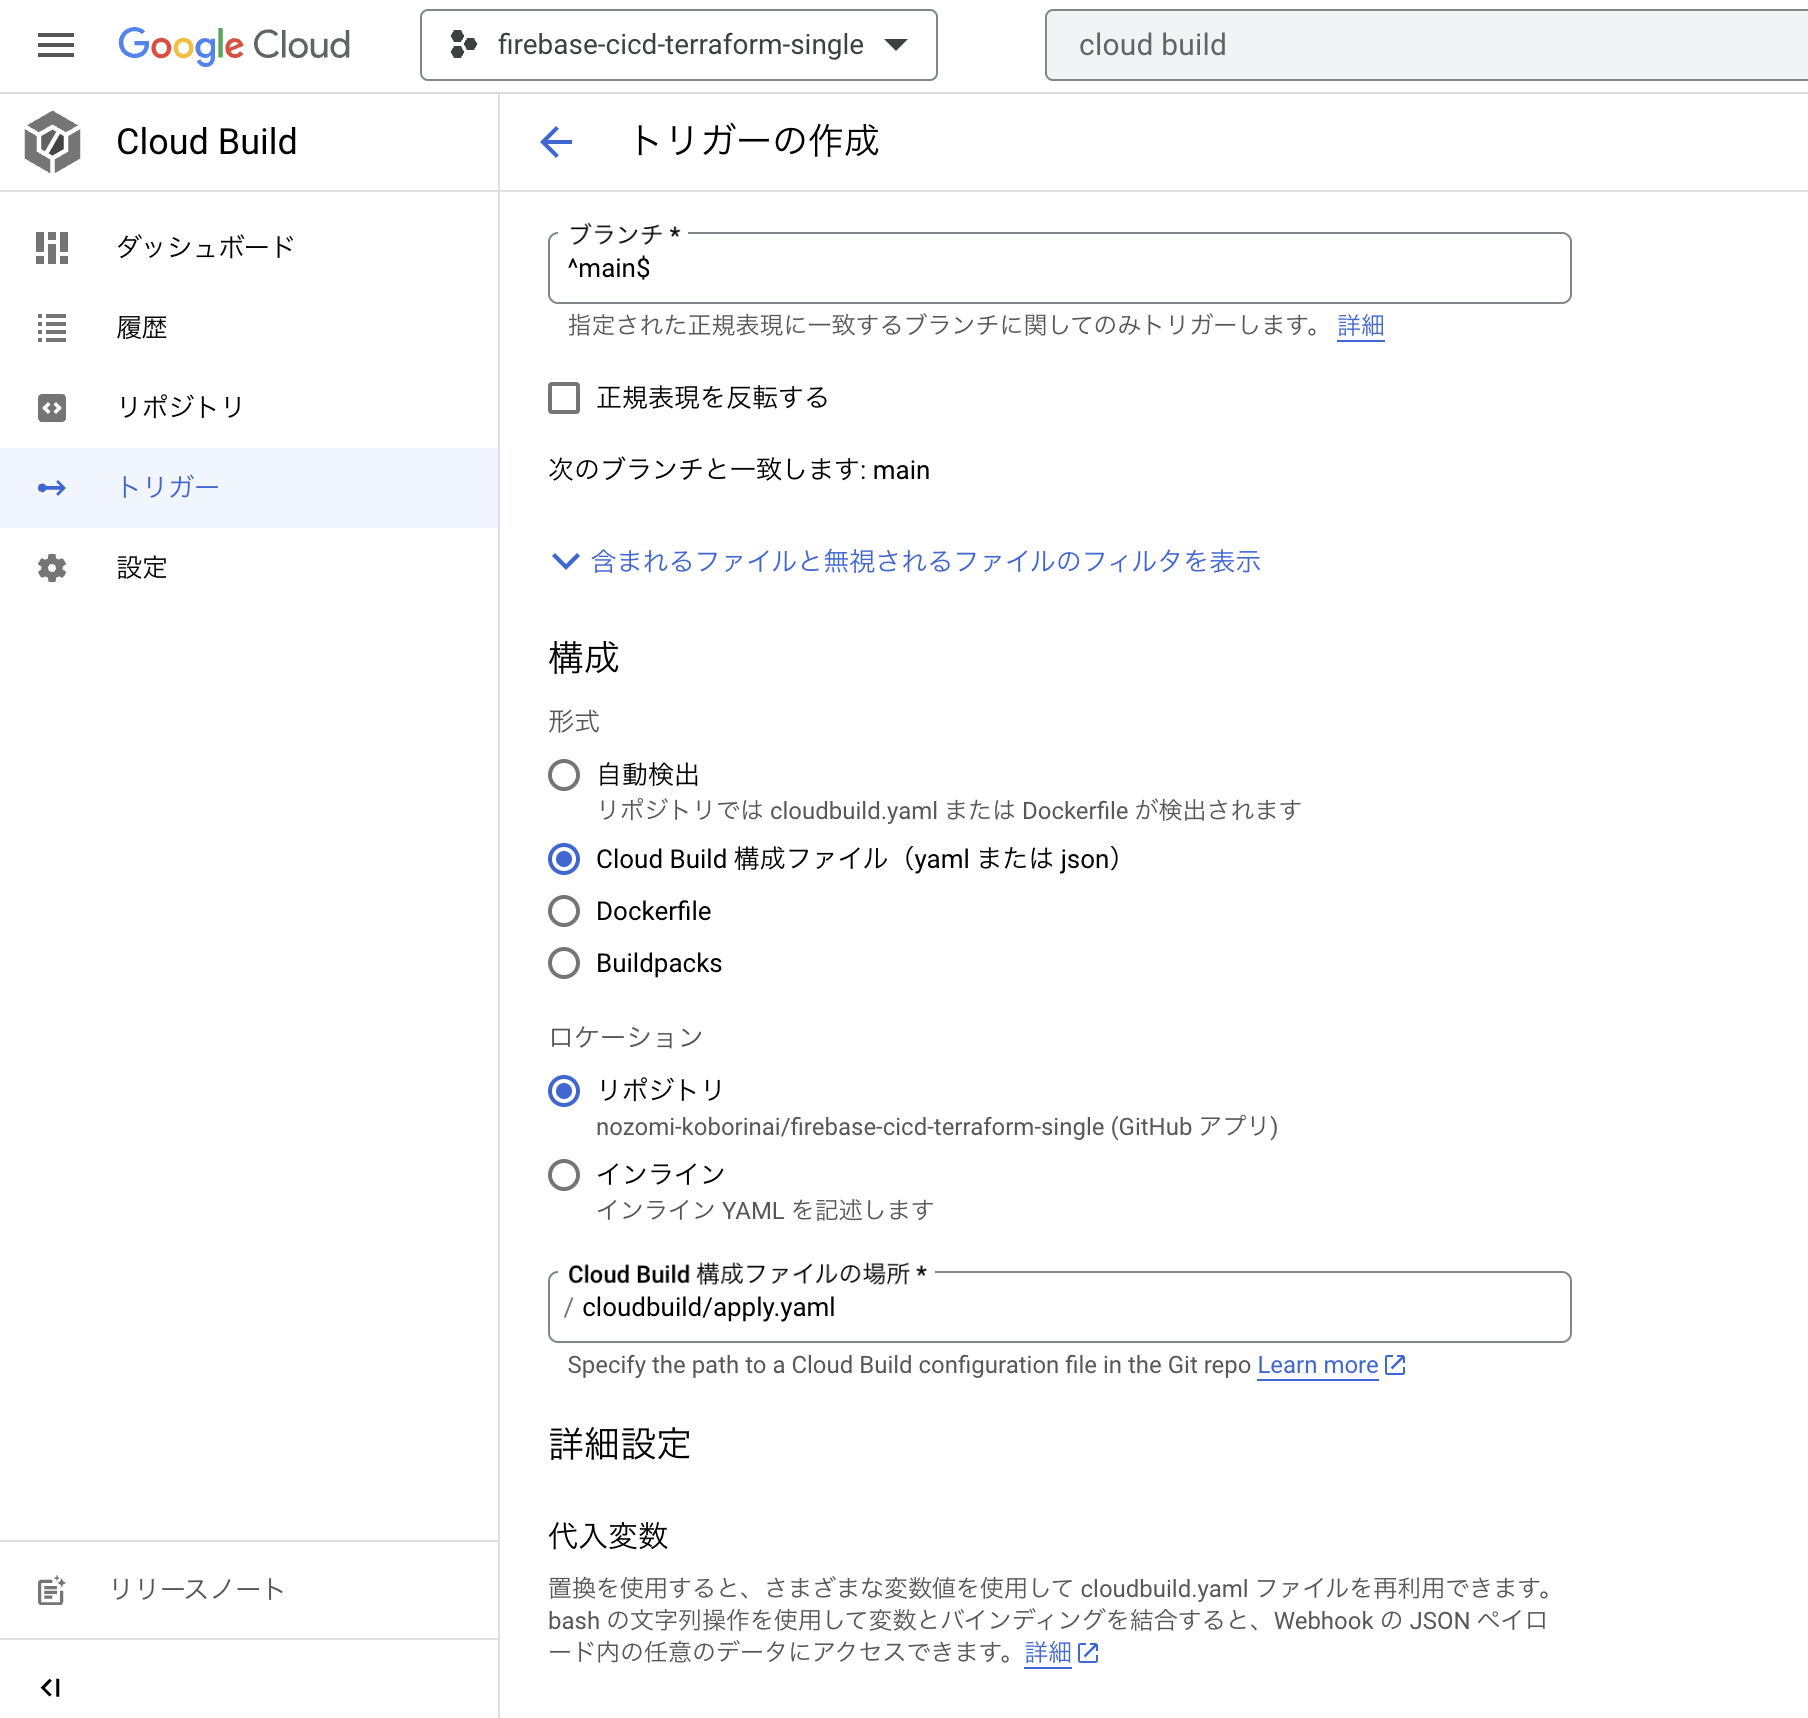 Google Cloud
firebase-cicd-terraform-single
cloud build
Cloud Build
トリガーの作成
ダッシュボード
履歴
リポジトリ
トリガー
設定
ブランチ *
^main$
指定された正規表現に一致するブランチに関してのみトリガーします。 詳細
正規表現を反転する
次のブランチと一致します: main
含まれるファイルと無視されるファイルのフィルタを表示
構成
形式
自動検出
リポジトリでは cloudbuild.yaml または Dockerfile が検出されます
Cloud Build 構成ファイル（yaml または json）
Dockerfile
Buildpacks
ロケーション
リポジトリ
nozomi-koborinai/firebase-cicd-terraform-single (GitHub アプリ)
インライン
インライン YAML を記述します
Cloud Build 構成ファイルの場所 *
/ cloudbuild/apply.yaml
Specify the path to a Cloud Build configuration file in the Git repo Learn more
詳細設定
代入変数
置換を使用すると、さまざまな変数値を使用して cloudbuild.yaml ファイルを再利用できます。
bash の文字列操作を使用して変数とバインディングを結合すると、Webhook の JSON ペイロ
ード内の任意のデータにアクセスできます。詳細
リリースノート